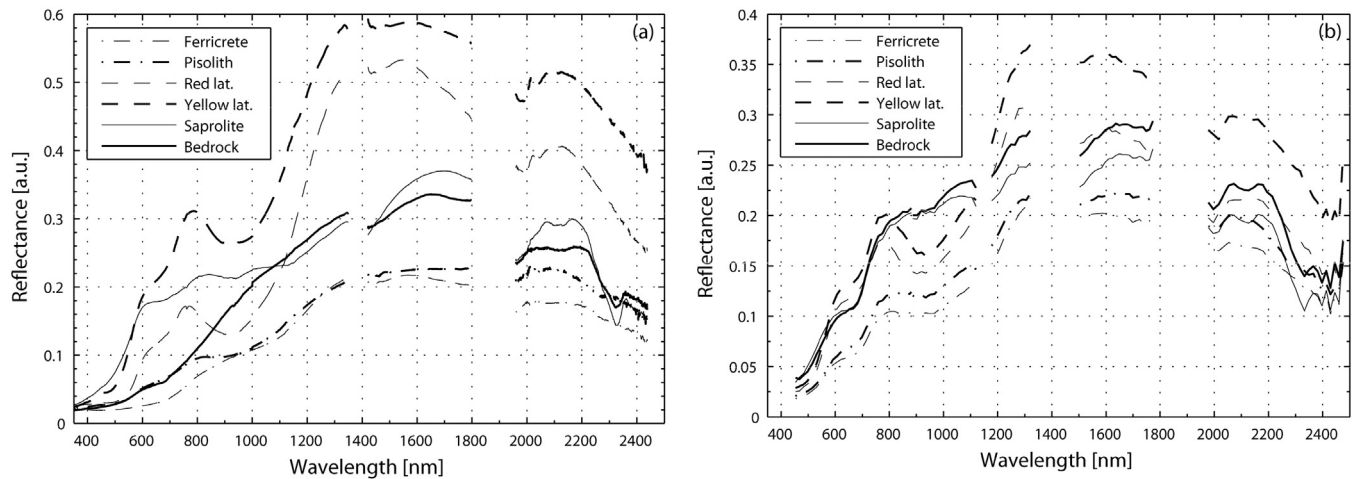 (a)
Ferricrete
Pisolith
Red lat.
Yellow lat.
Saprolite
Bedrock
0.6
0.5
0.4
0.3
0.2
0.1
0
Reflectance [a.u.]
400 600 800 1000 1200 1400 1600 1800 2000 2200 2400
Wavelength [nm]
(b)
Ferricrete
Pisolith
Red lat.
Yellow lat.
Saprolite
Bedrock
0.4
0.35
0.3
0.25
0.2
0.15
0.1
0.05
0
Reflectance [a.u.]
400 600 800 1000 1200 1400 1600 1800 2000 2200 2400
Wavelength [nm]